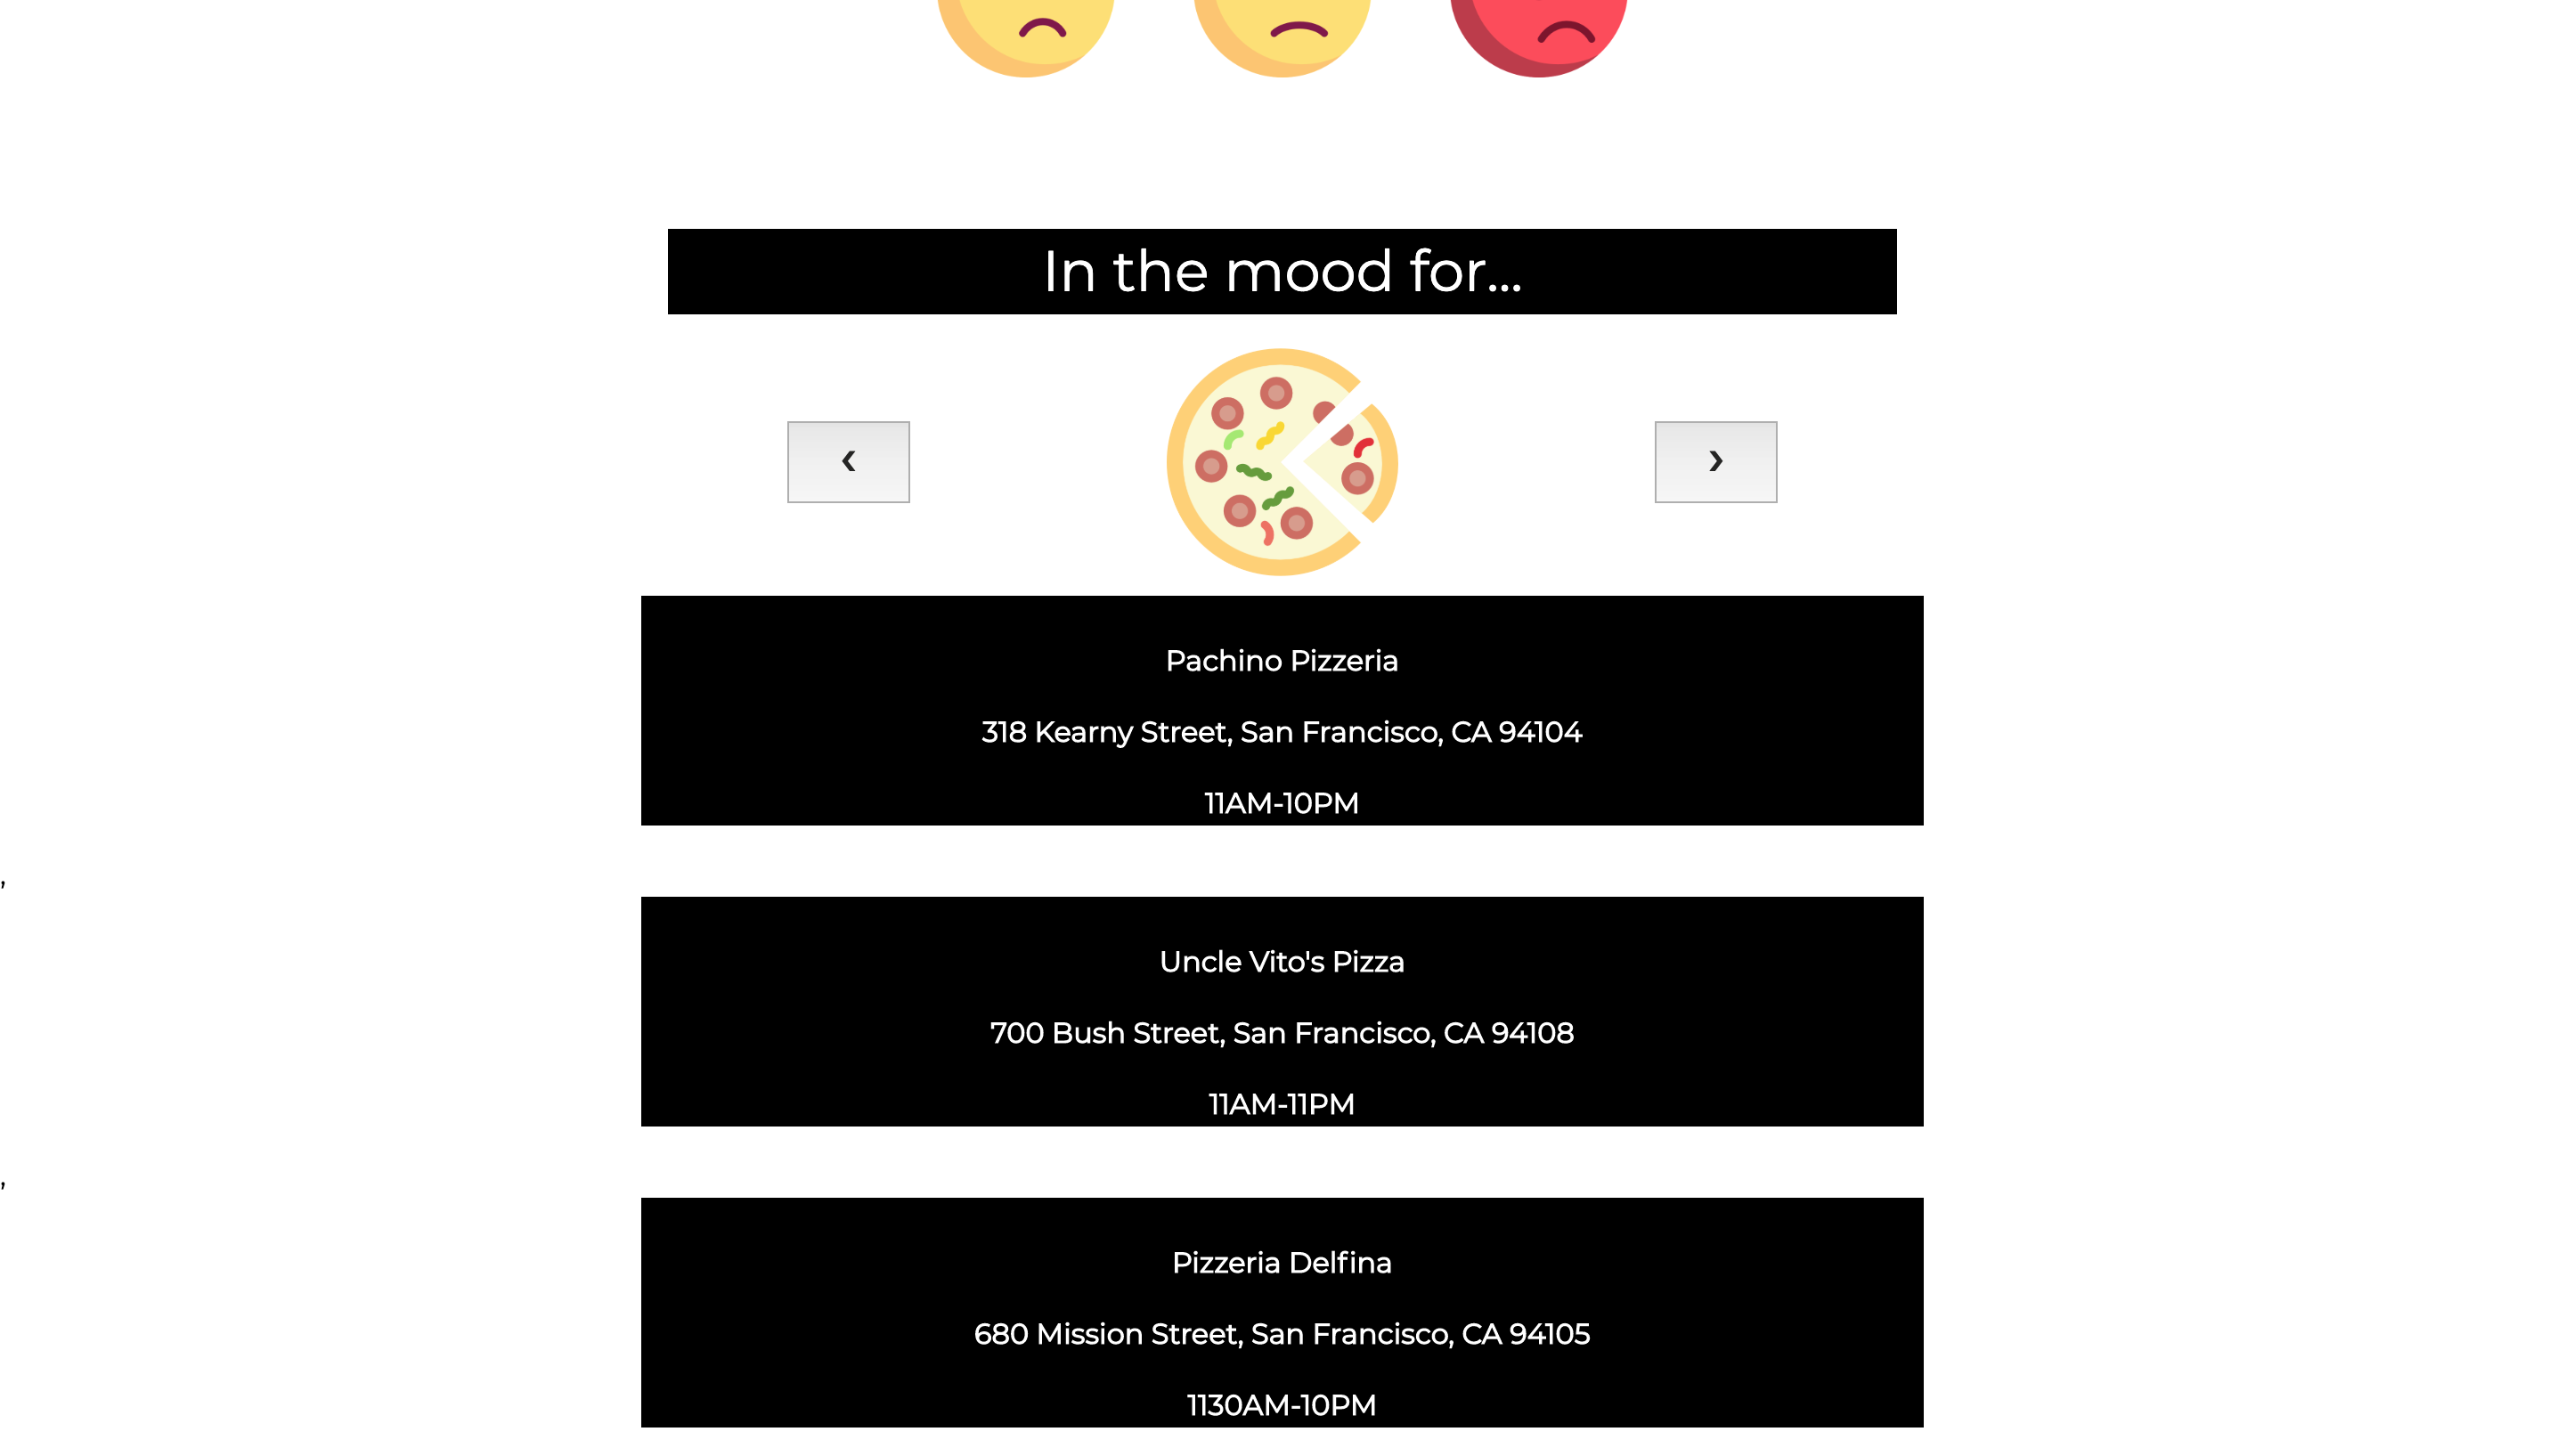 In the mood for...
‹
›
Pachino Pizzeria
318 Kearny Street, San Francisco, CA 94104
11AM-10PM
,
Uncle Vito's Pizza
700 Bush Street, San Francisco, CA 94108
11AM-11PM
,
Pizzeria Delfina
680 Mission Street, San Francisco, CA 94105
1130AM-10PM